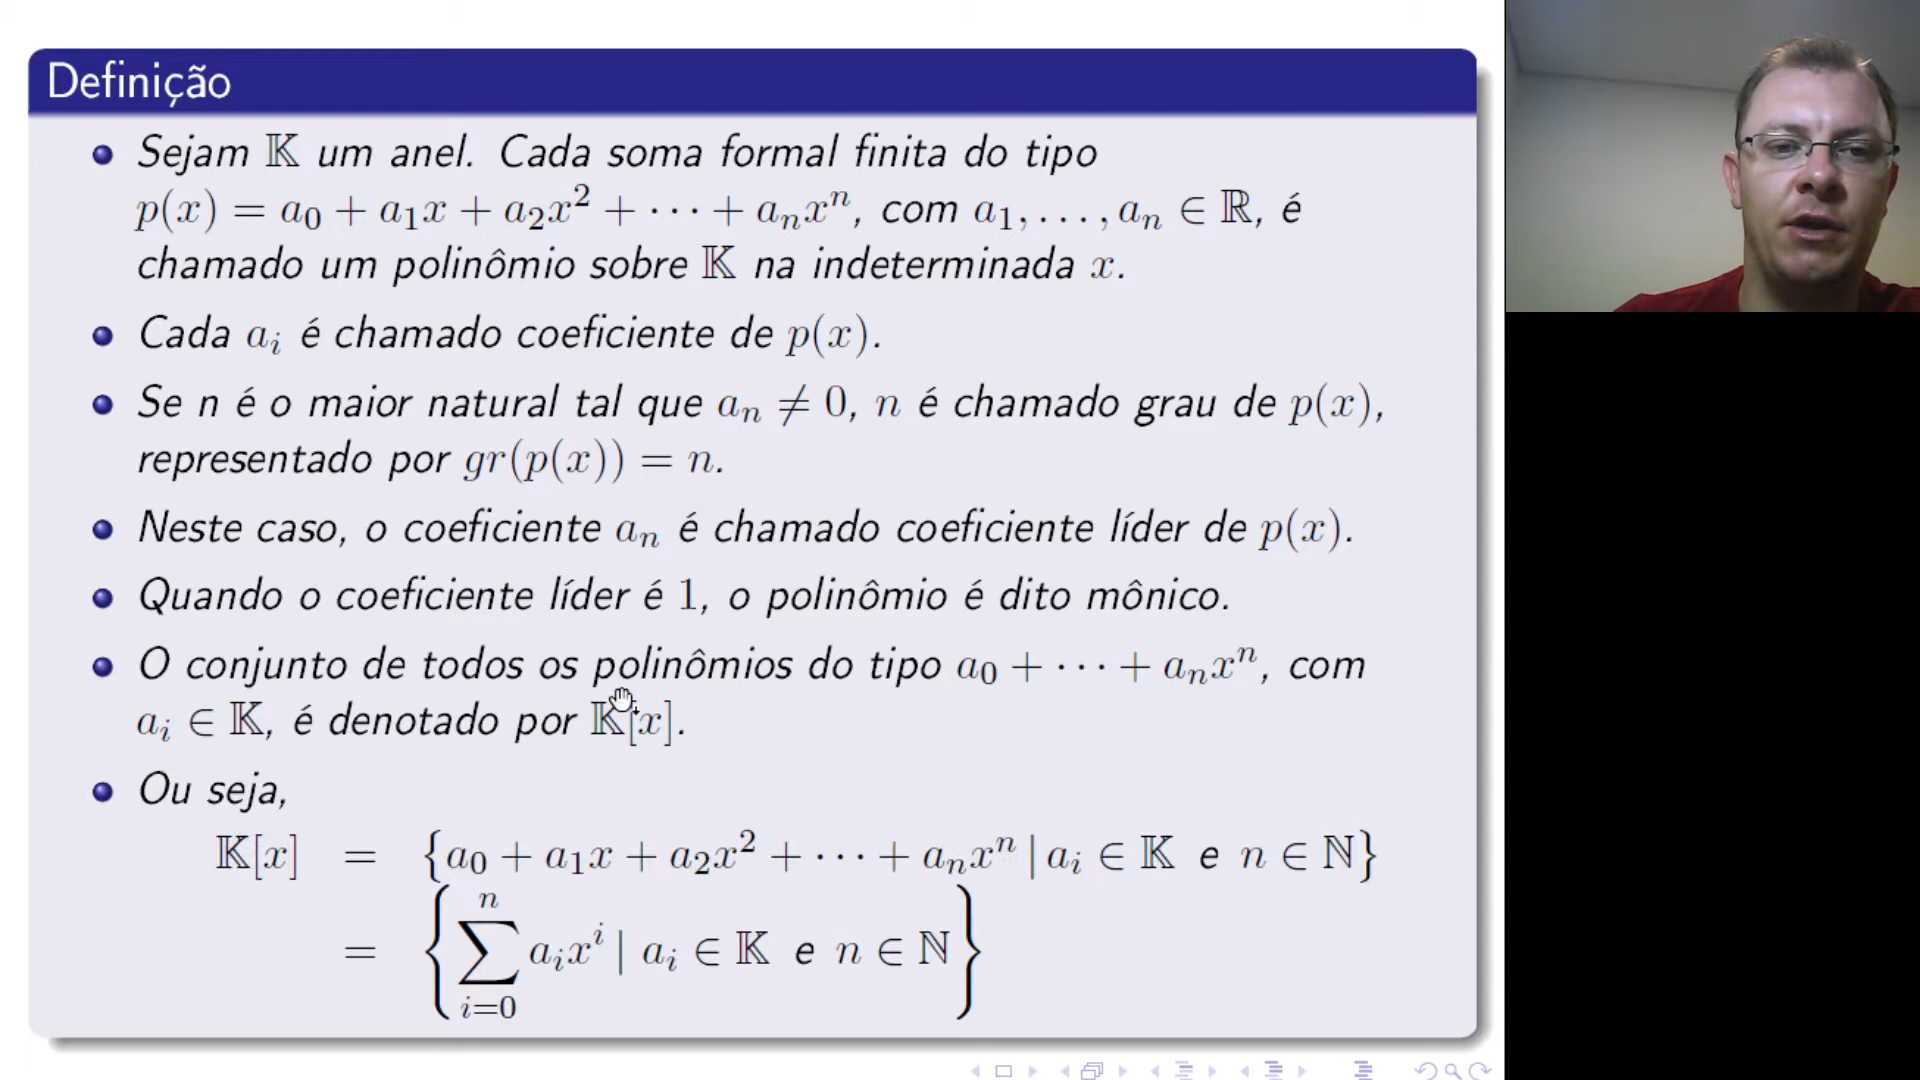 Definição
Sejam 𝕂 um anel. Cada soma formal finita do tipo
p(x) = a₀ + a₁x + a₂x² + ⋯ + aₙxⁿ, com a₁, …, aₙ ∈ ℝ, é
chamado um polinômio sobre 𝕂 na indeterminada x.
Cada aᵢ é chamado coeficiente de p(x).
Se n é o maior natural tal que aₙ ≠ 0, n é chamado grau de p(x),
representado por gr(p(x)) = n.
Neste caso, o coeficiente aₙ é chamado coeficiente líder de p(x).
Quando o coeficiente líder é 1, o polinômio é dito mônico.
O conjunto de todos os polinômios do tipo a₀ + ⋯ + aₙxⁿ, com
aᵢ ∈ 𝕂, é denotado por 𝕂[x].
Ou seja,
𝕂[x] = {a₀ + a₁x + a₂x² + ⋯ + aₙxⁿ | aᵢ ∈ 𝕂 e n ∈ ℕ}
= {∑ⁿᵢ₌₀ aᵢxⁱ | aᵢ ∈ 𝕂 e n ∈ ℕ}